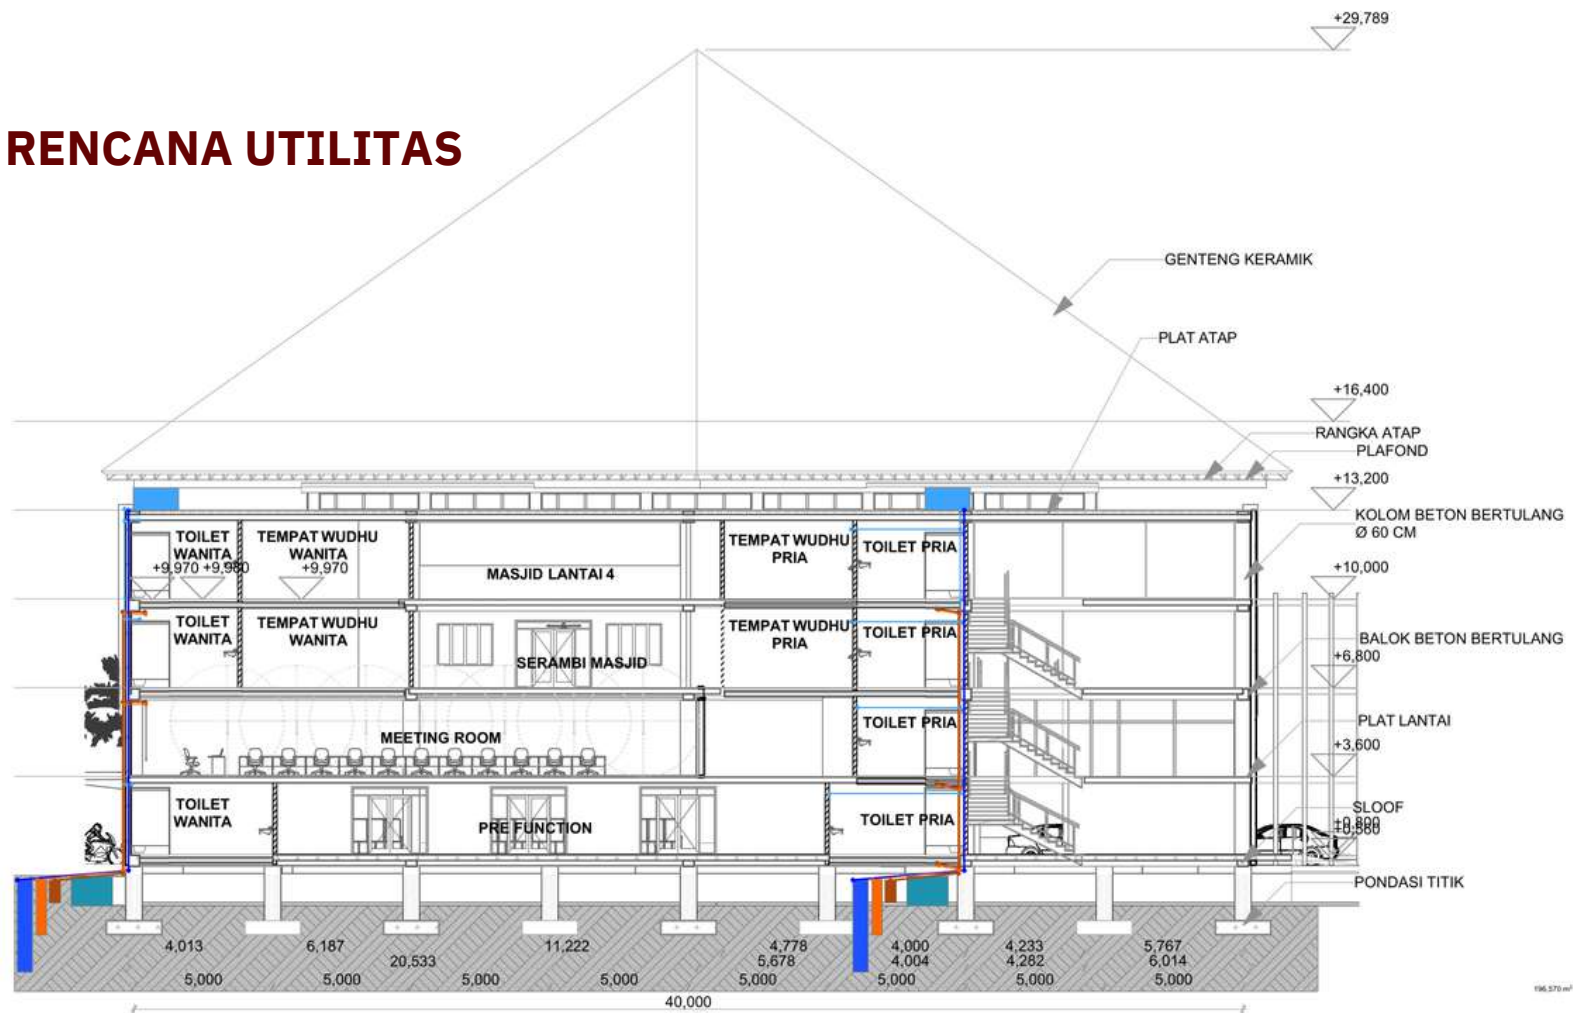 +29,789
RENCANA UTILITAS
GENTENG KERAMIK
PLAT ATAP
+16,400
RANGKA ATAP
PLAFOND
+13,200
KOLOM BETON BERTULANG
Ø 60 CM
TOILET
WANITA
TEMPAT WUDHU
WANITA
+9,970 +9,980
+9,970
MASJID LANTAI 4
TEMPAT WUDHU
PRIA
TOILET PRIA
+10,000
TOILET
WANITA
TEMPAT WUDHU
WANITA
SERAMBI MASJID
TEMPAT WUDHU
PRIA
TOILET PRIA
BALOK BETON BERTULANG
+6,800
MEETING ROOM
TOILET PRIA
PLAT LANTAI
+3,600
TOILET
WANITA
PRE FUNCTION
TOILET PRIA
SLOOF
PONDASI TITIK
4,013 6,187 11,222 4,778 4,000 4,233 5,767
20,533 5,678 4,004 4,282 6,014
5,000 5,000 5,000 5,000 5,000 5,000 5,000 5,000
40,000
196,570 m²